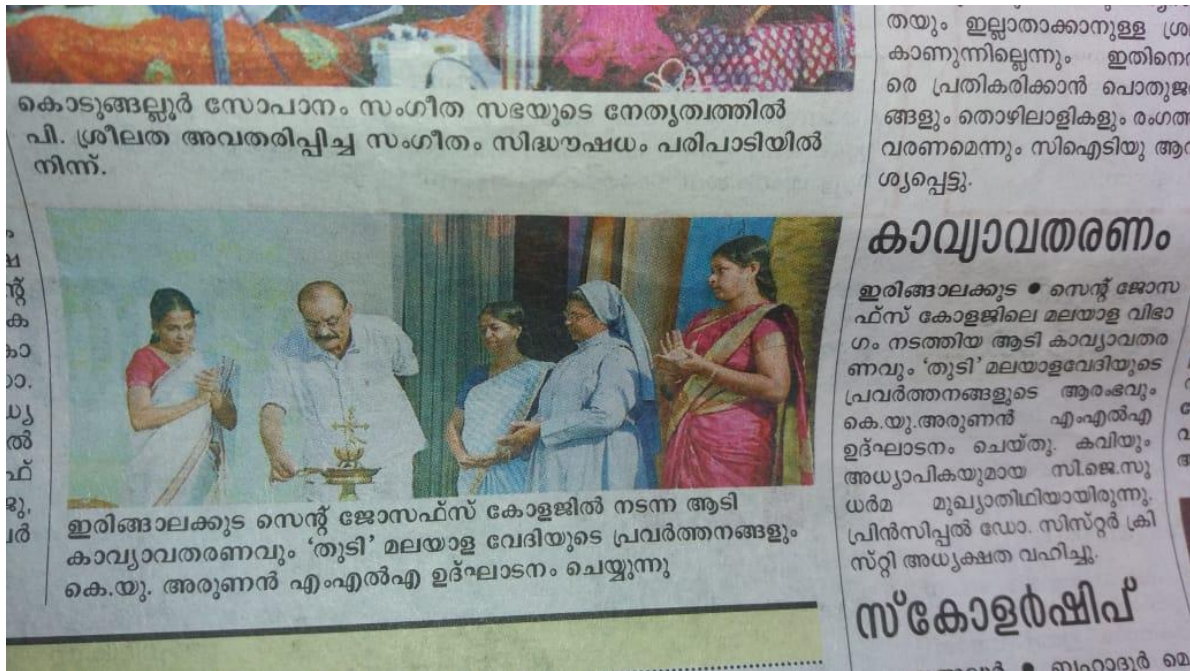 കൊടുങ്ങല്ലൂർ സോപാനം സംഗീത സഭയുടെ നേതൃത്വത്തിൽ
പി. ശ്രീലത അവതരിപ്പിച്ച സംഗീതം സിദ്ധൗഷധം പരിപാടിയിൽ
നിന്ന്.
ഇരിങ്ങാലക്കുട സെന്റ് ജോസഫ്സ് കോളജിൽ നടന്ന ആടി
കാവ്യാവതരണവും ‘തുടി’ മലയാള വേദിയുടെ പ്രവർത്തനങ്ങളും
കെ.യു. അരുണൻ എംഎൽഎ ഉദ്ഘാടനം ചെയ്യുന്നു
തയും ഇല്ലാതാക്കാനുള്ള
കാണുന്നില്ലെന്നും
രെ പ്രതികരിക്കാൻ
ങ്ങളും തൊഴിലാളികളും
വരണമെന്നും സിഐടിയു
ശ്യപ്പെട്ടു.
കാവ്യാവതരണം
ഇരിങ്ങാലക്കുട ● സെന്റ് ജോസ
ഫ്സ് കോളജിലെ മലയാള വിഭാ
ഗം നടത്തിയ ആടി കാവ്യാവതര
ണവും ‘തുടി’ മലയാളവേദിയുടെ
പ്രവർത്തനങ്ങളുടെ ആരംഭവും
കെ.യു.അരുണൻ എംഎൽഎ
ഉദ്ഘാടനം ചെയ്തു. കവിയും
അധ്യാപികയുമായ സി.ജെ.സു
ധർമ മുഖ്യാതിഥിയായിരുന്നു.
പ്രിൻസിപ്പൽ ഡോ. സിസ്റ്റർ ക്രി
സ്റ്റി അധ്യക്ഷത വഹിച്ചു.
സ്കോളർഷിപ്